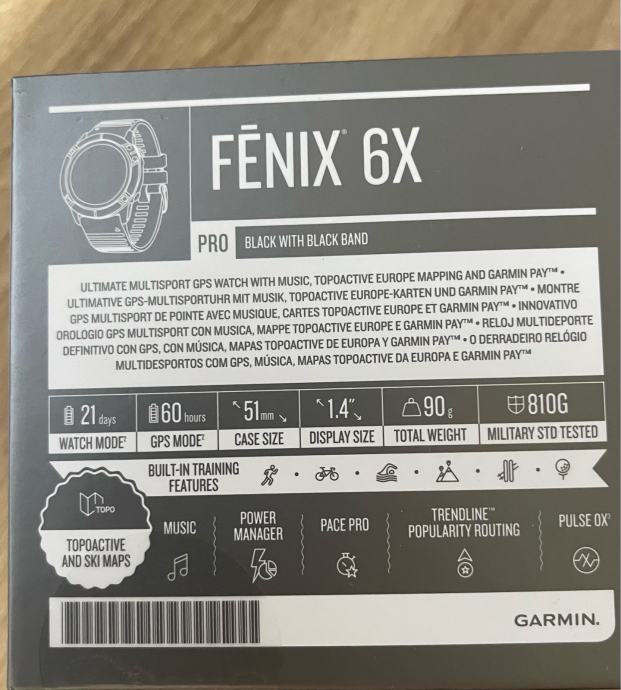 FĒNIX® 6X
PRO BLACK WITH BLACK BAND
ULTIMATE MULTISPORT GPS WATCH WITH MUSIC, TOPOACTIVE EUROPE MAPPING AND GARMIN PAY™ •
ULTIMATIVE GPS-MULTISPORTUHR MIT MUSIK, TOPOACTIVE EUROPE-KARTEN UND GARMIN PAY™ • MONTRE
GPS MULTISPORT DE POINTE AVEC MUSIQUE, CARTES TOPOACTIVE EUROPE ET GARMIN PAY™ • INNOVATIVO
OROLOGIO GPS MULTISPORT CON MUSICA, MAPPE TOPOACTIVE EUROPE E GARMIN PAY™ • RELOJ MULTIDEPORTE
DEFINITIVO CON GPS, CON MÚSICA, MAPAS TOPOACTIVE DE EUROPA Y GARMIN PAY™ • O DERRADEIRO RELÓGIO
MULTIDESPORTOS COM GPS, MÚSICA, MAPAS TOPOACTIVE DA EUROPA E GARMIN PAY™
21 days 60 hours 51mm 1.4" 90g 810G
WATCH MODE² GPS MODE² CASE SIZE DISPLAY SIZE TOTAL WEIGHT MILITARY STD TESTED
BUILT-IN TRAINING
FEATURES
TOPO
TOPOACTIVE
AND SKI MAPS
MUSIC
POWER
MANAGER
PACE PRO
TRENDLINE™
POPULARITY ROUTING
PULSE OX³
GARMIN.